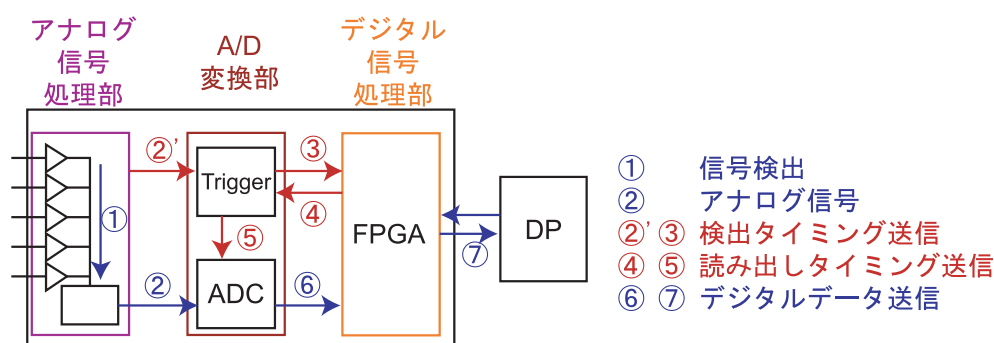 アナログ
信号
処理部
A/D
変換部
デジタル
信号
処理部
②’
Trigger
③
④
①
⑤
FPGA
DP
②
ADC
⑥
⑦
① 信号検出
② アナログ信号
②’ ③ 検出タイミング送信
④ ⑤ 読み出しタイミング送信
⑥ ⑦ デジタルデータ送信